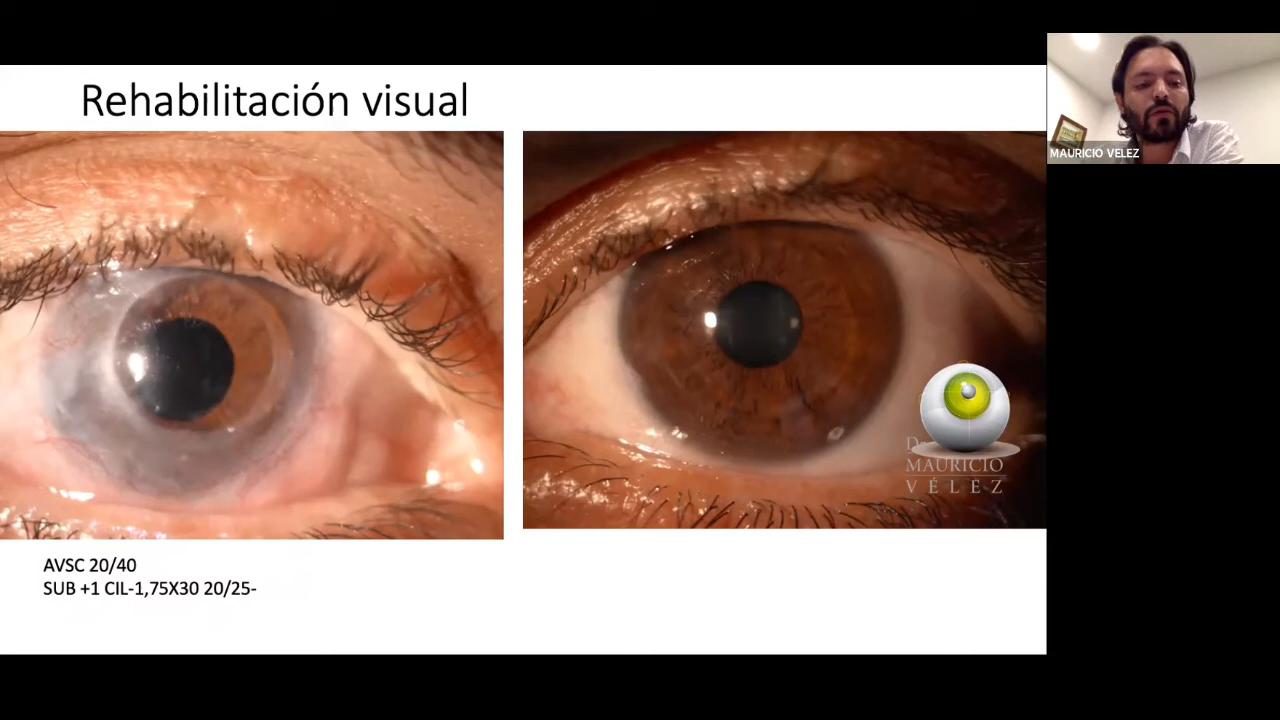 Rehabilitación visual
MAURICIO VELEZ
MAURICIO
VÉLEZ
AVSC 20/40
SUB +1 CIL-1,75X30 20/25-